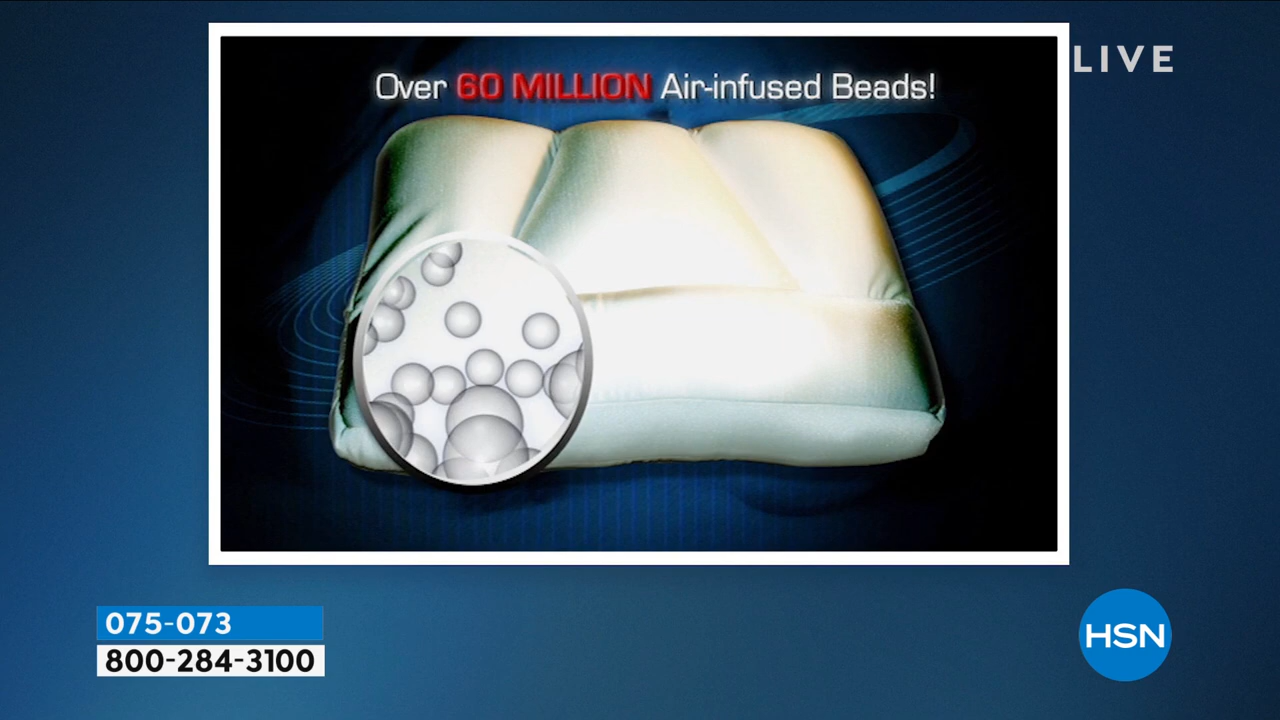 LIVE
Over 60 MILLION Air-infused Beads!
075-073
800-284-3100
HSN